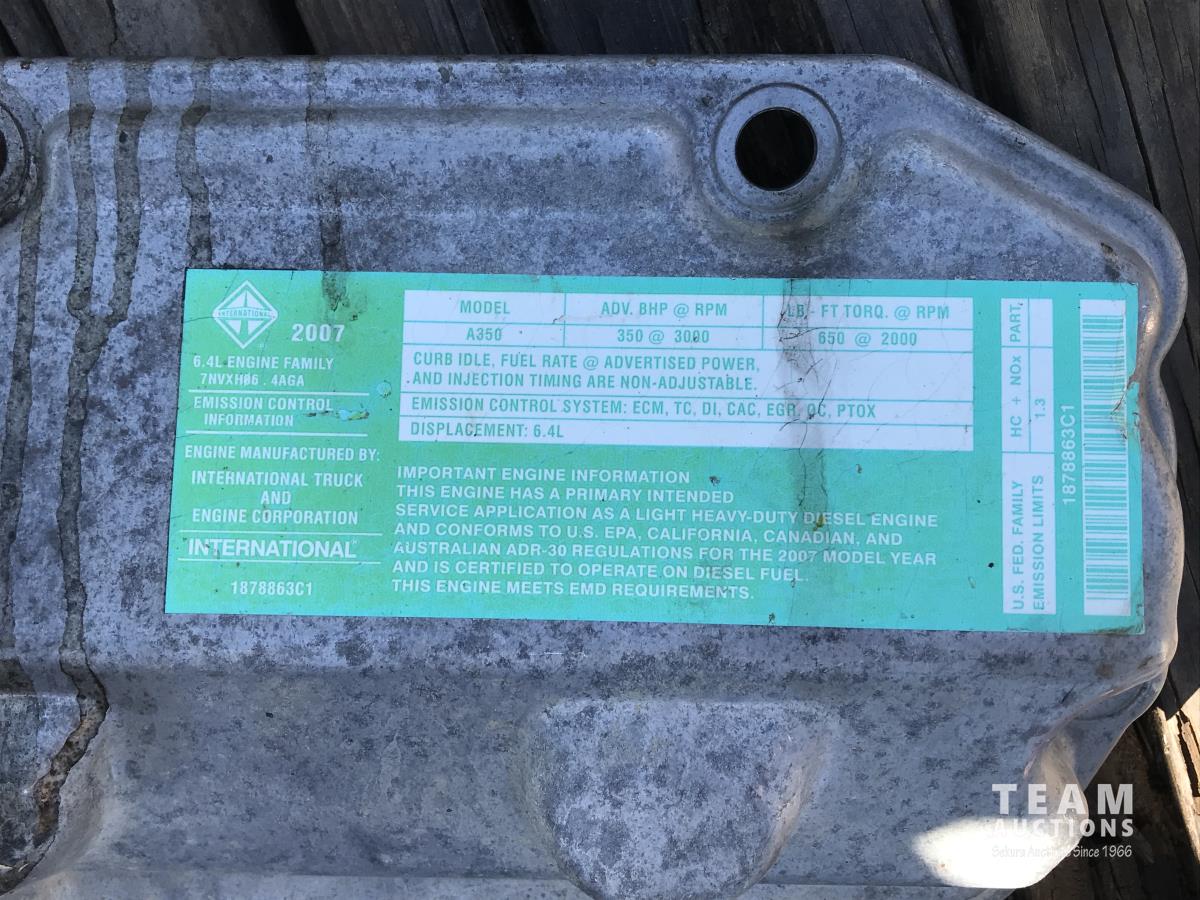 INTERNATIONAL
2007
6.4L ENGINE FAMILY
7NVXH06.4AGA
EMISSION CONTROL
INFORMATION
ENGINE MANUFACTURED BY:
INTERNATIONAL TRUCK
AND
ENGINE CORPORATION
INTERNATIONAL®
1878863C1
MODEL ADV. BHP @ RPM LB - FT TORQ. @ RPM
A350 350 @ 3000 650 @ 2000
CURB IDLE, FUEL RATE @ ADVERTISED POWER,
AND INJECTION TIMING ARE NON-ADJUSTABLE.
EMISSION CONTROL SYSTEM: ECM, TC, DI, CAC, EGR, OC, PTOX
DISPLACEMENT: 6.4L
IMPORTANT ENGINE INFORMATION
THIS ENGINE HAS A PRIMARY INTENDED
SERVICE APPLICATION AS A LIGHT HEAVY-DUTY DIESEL ENGINE
AND CONFORMS TO U.S. EPA, CALIFORNIA, CANADIAN, AND
AUSTRALIAN ADR-30 REGULATIONS FOR THE 2007 MODEL YEAR
AND IS CERTIFIED TO OPERATE ON DIESEL FUEL.
THIS ENGINE MEETS EMD REQUIREMENTS.
U.S. FED. FAMILY HC + NOx PART.
EMISSION LIMITS 1.3
1878863C1
TEAM
AUCTIONS
Since 1966